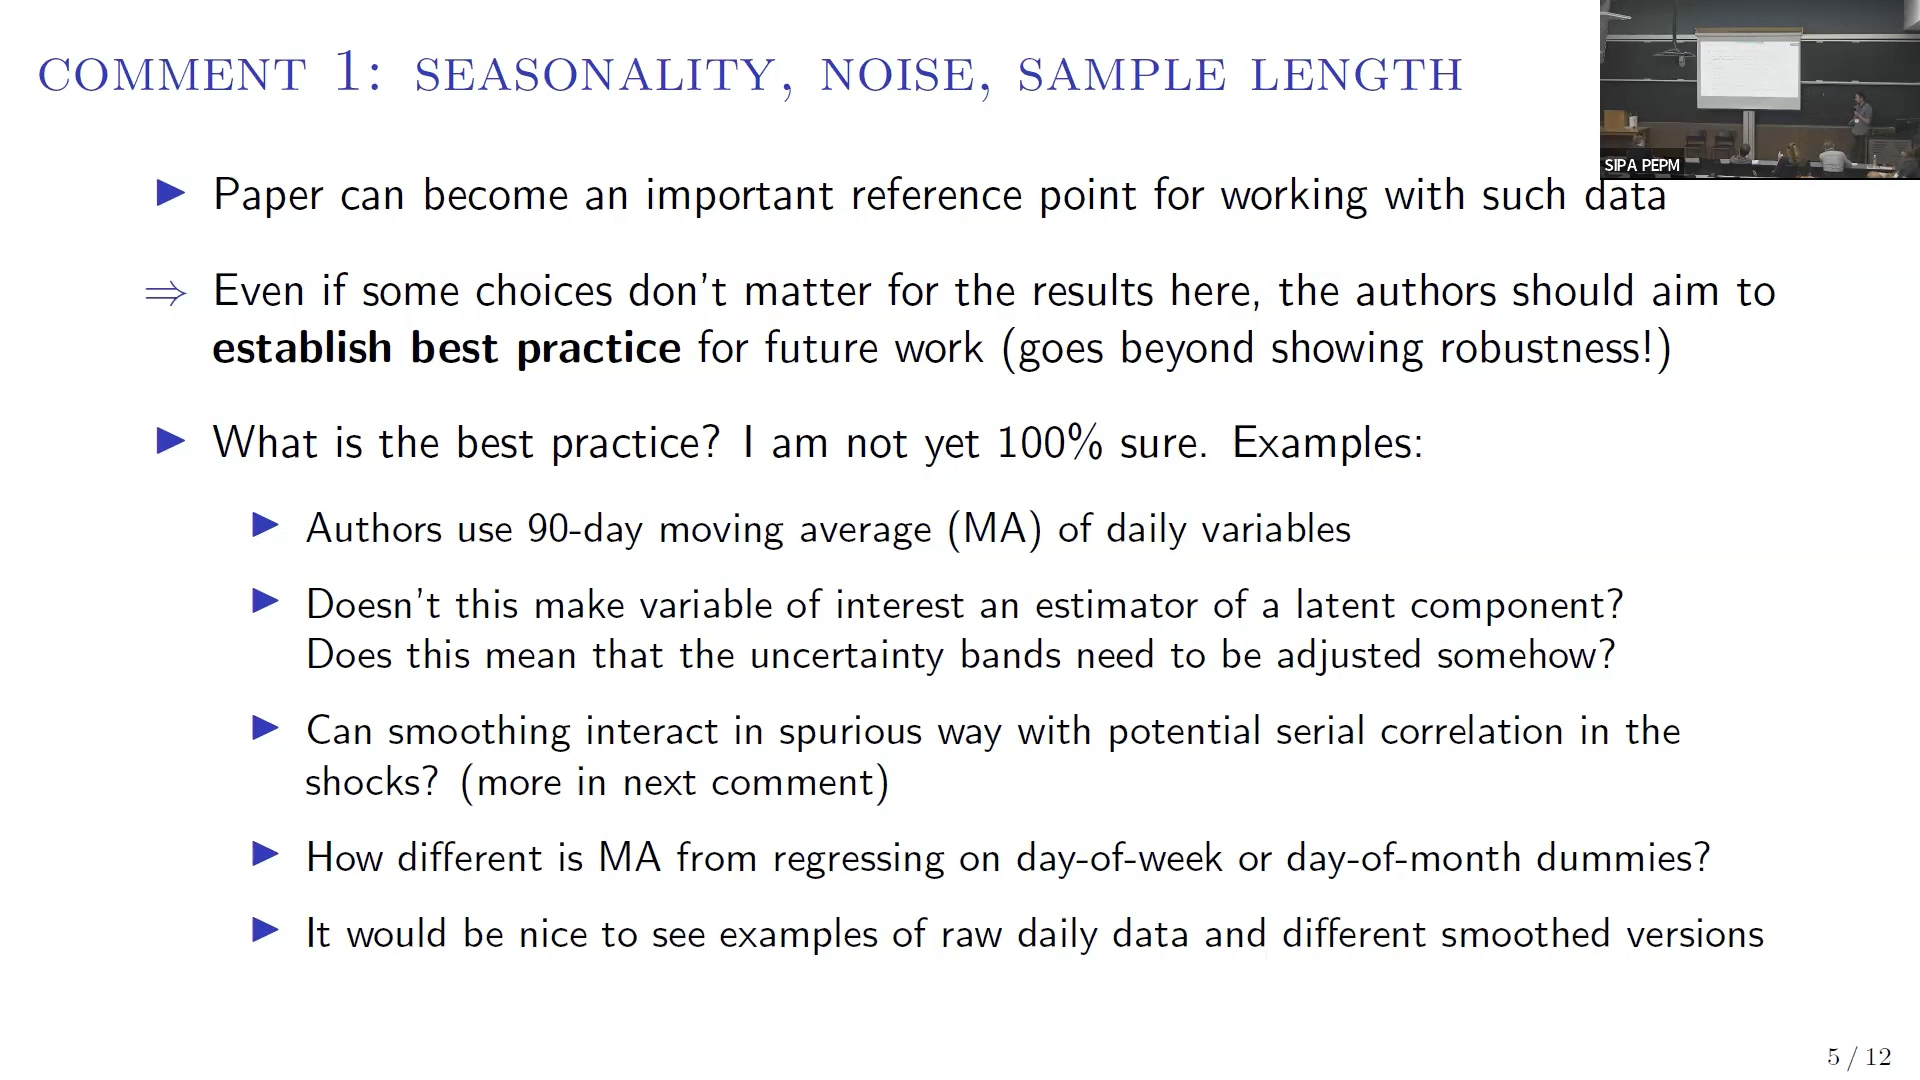 COMMENT 1: SEASONALITY, NOISE, SAMPLE LENGTH
SIPA PEPM
▶ Paper can become an important reference point for working with such data
⇒ Even if some choices don't matter for the results here, the authors should aim to
establish best practice for future work (goes beyond showing robustness!)
▶ What is the best practice? I am not yet 100% sure. Examples:
▶ Authors use 90-day moving average (MA) of daily variables
▶ Doesn't this make variable of interest an estimator of a latent component?
Does this mean that the uncertainty bands need to be adjusted somehow?
▶ Can smoothing interact in spurious way with potential serial correlation in the
shocks? (more in next comment)
▶ How different is MA from regressing on day-of-week or day-of-month dummies?
▶ It would be nice to see examples of raw daily data and different smoothed versions
5 / 12